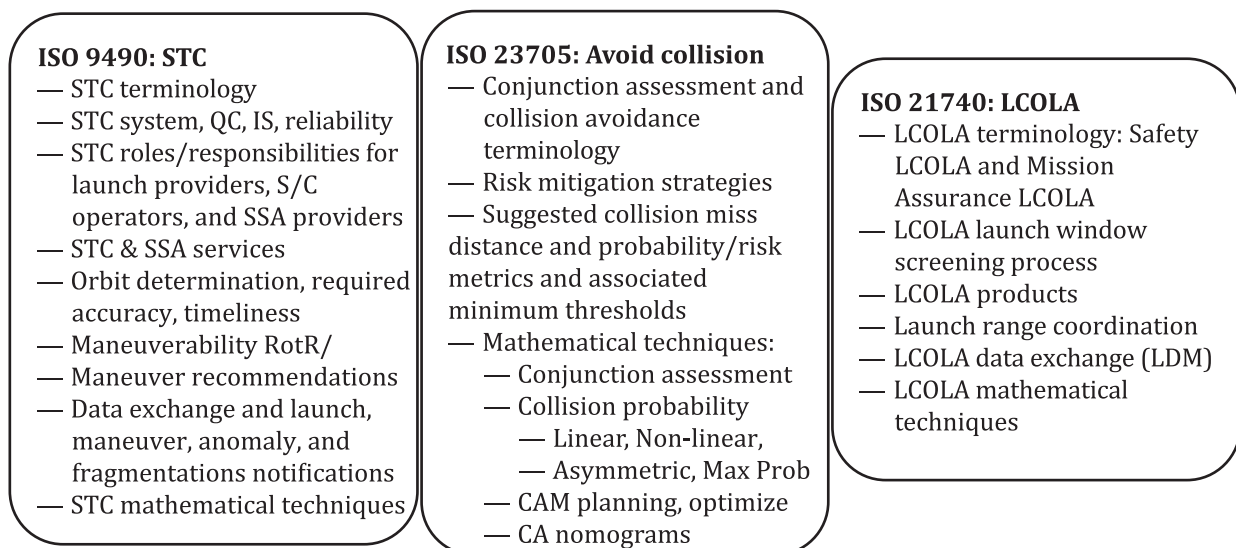 ISO 9490: STC
— STC terminology
— STC system, QC, IS, reliability
— STC roles/responsibilities for
launch providers, S/C
operators, and SSA providers
— STC & SSA services
— Orbit determination, required
accuracy, timeliness
— Maneuverability RotR/
— Maneuver recommendations
— Data exchange and launch,
maneuver, anomaly, and
fragmentations notifications
— STC mathematical techniques
ISO 23705: Avoid collision
— Conjunction assessment and
collision avoidance
terminology
— Risk mitigation strategies
— Suggested collision miss
distance and probability/risk
metrics and associated
minimum thresholds
— Mathematical techniques:
— Conjunction assessment
— Collision probability
— Linear, Non-linear,
— Asymmetric, Max Prob
— CAM planning, optimize
— CA nomograms
ISO 21740: LCOLA
— LCOLA terminology: Safety
LCOLA and Mission
Assurance LCOLA
— LCOLA launch window
screening process
— LCOLA products
— Launch range coordination
— LCOLA data exchange (LDM)
— LCOLA mathematical
techniques